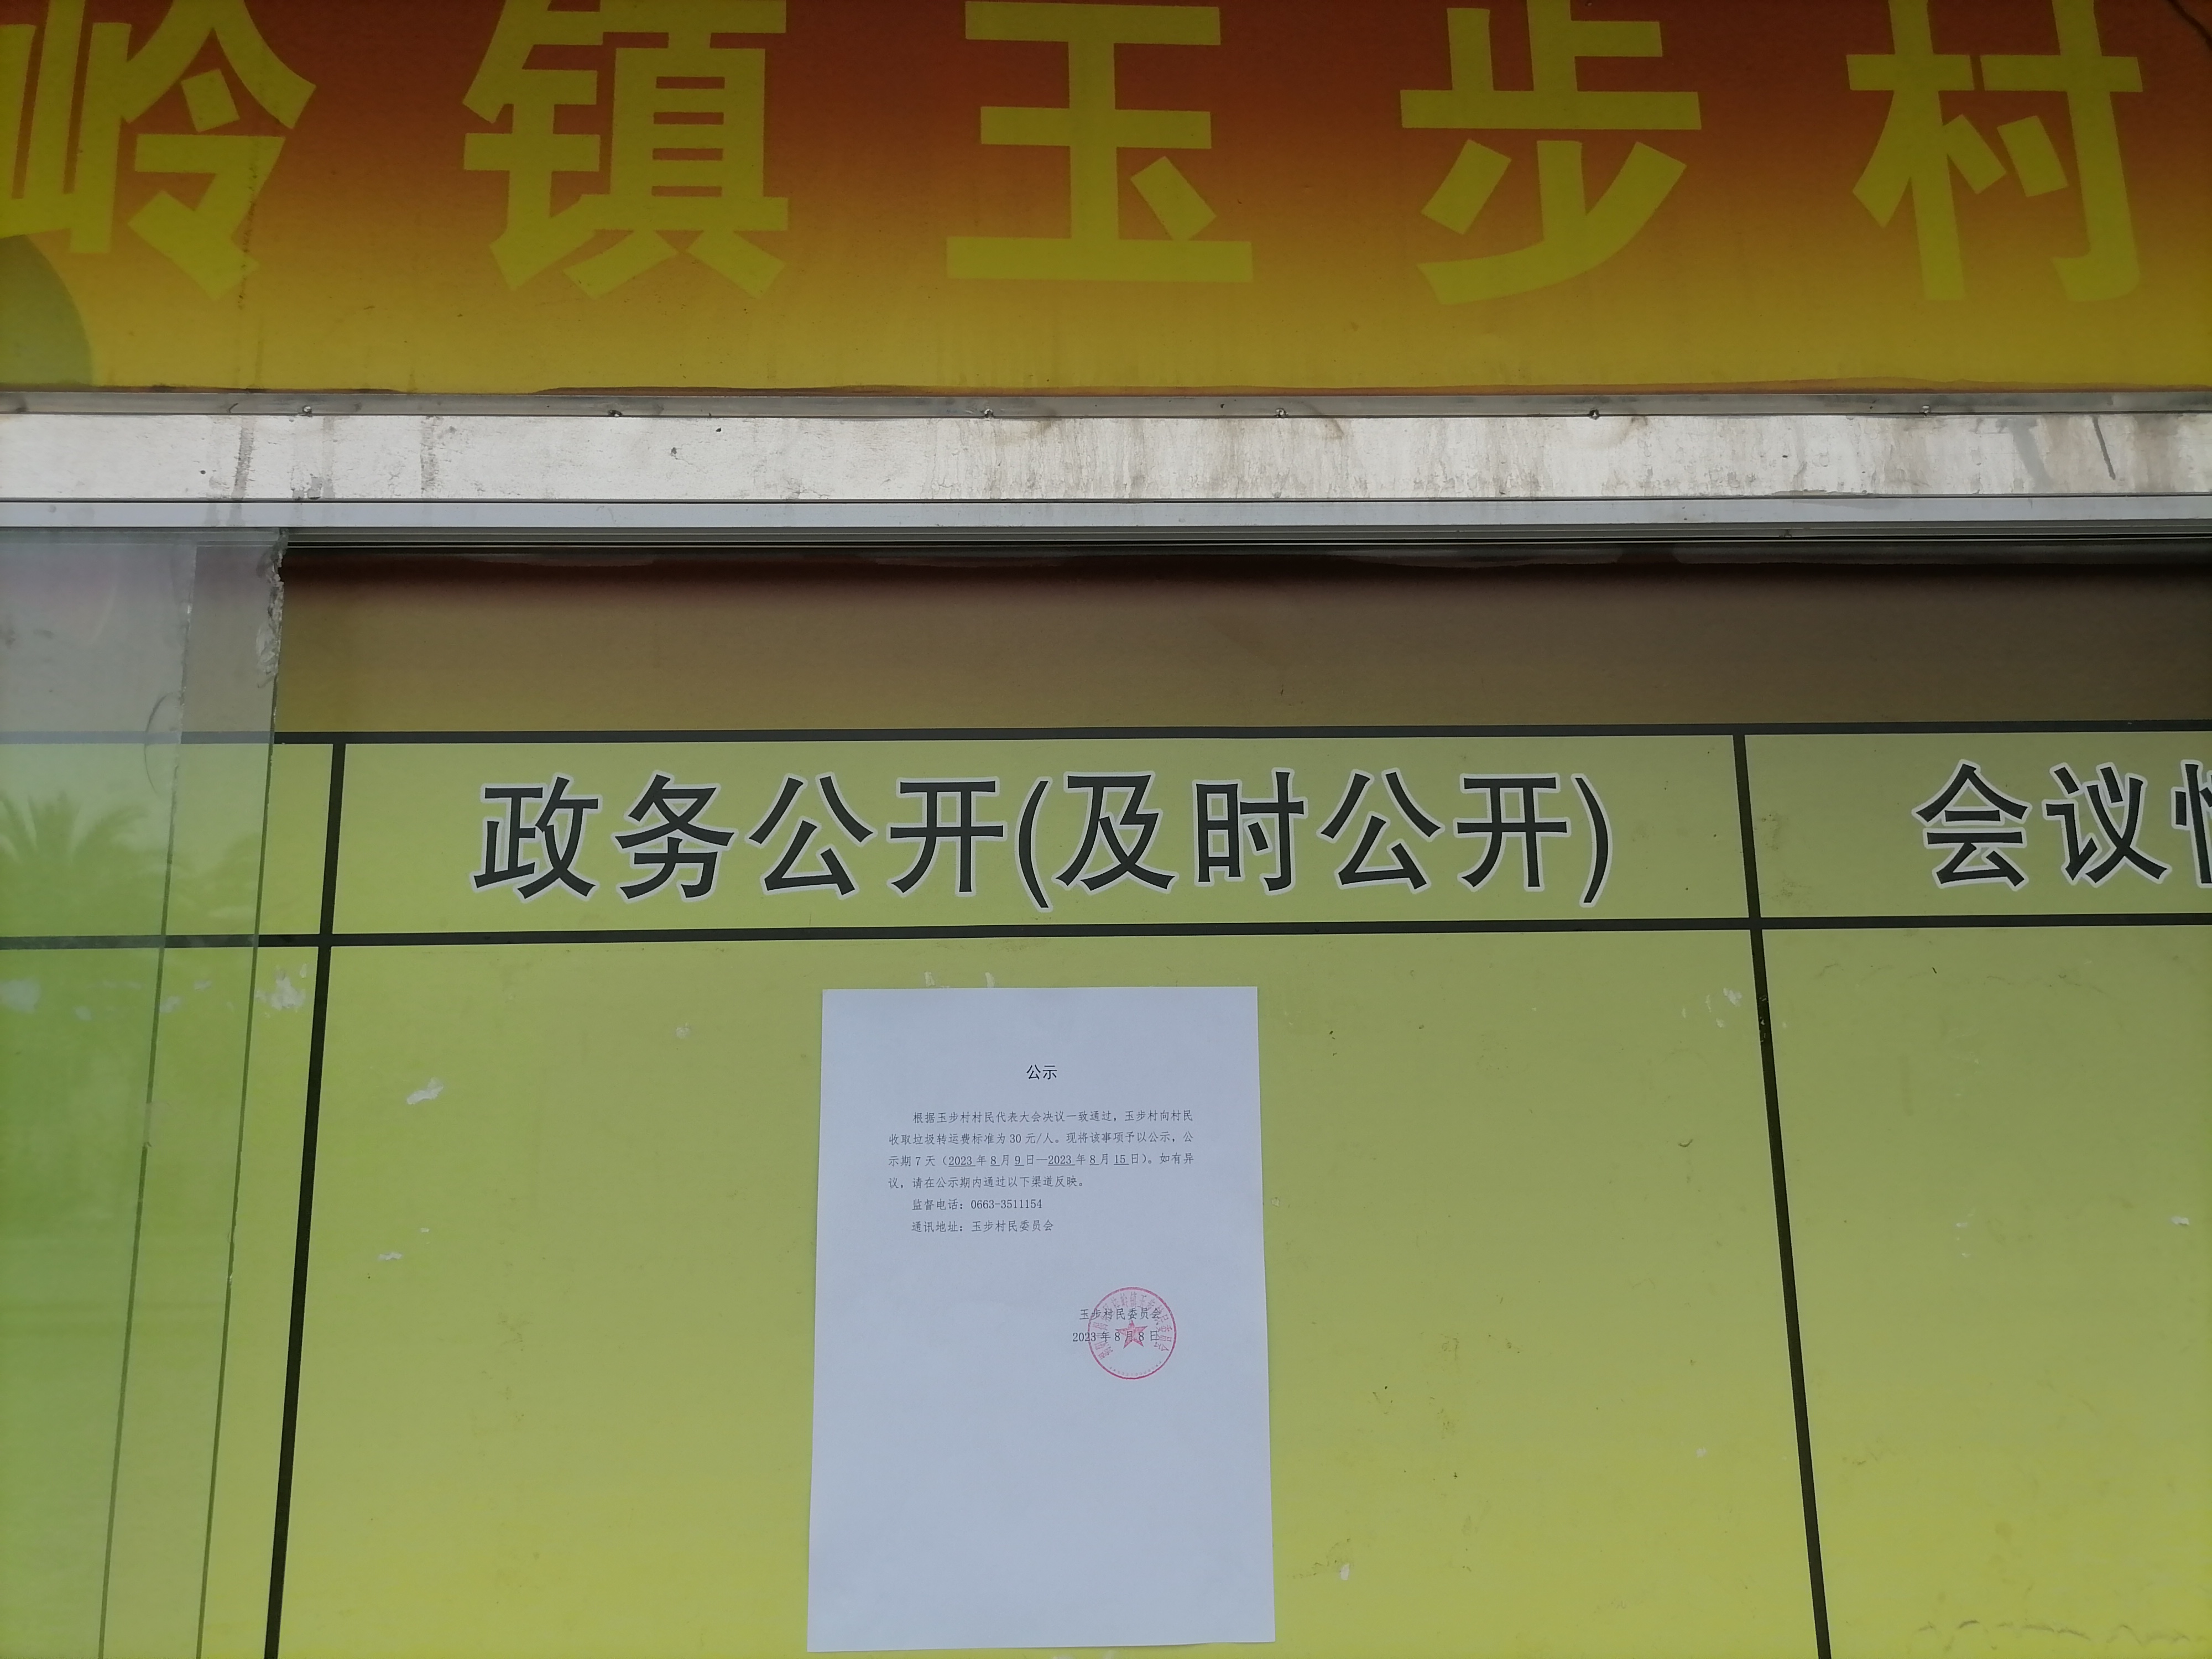 岭镇玉步村
政务公开(及时公开)
会议
公示
根据玉步村村民代表大会决议一致通过，玉步村向村民
收取垃圾转运费标准为30元/人。现将该事项予以公示，公
示期7天（2023年8月9日—2023年8月15日）。如有异
议，请在公示期内通过以下渠道反映。
监督电话：0663-3511154
通讯地址：玉步村民委员会
玉步村民委员会
2023年8月8日